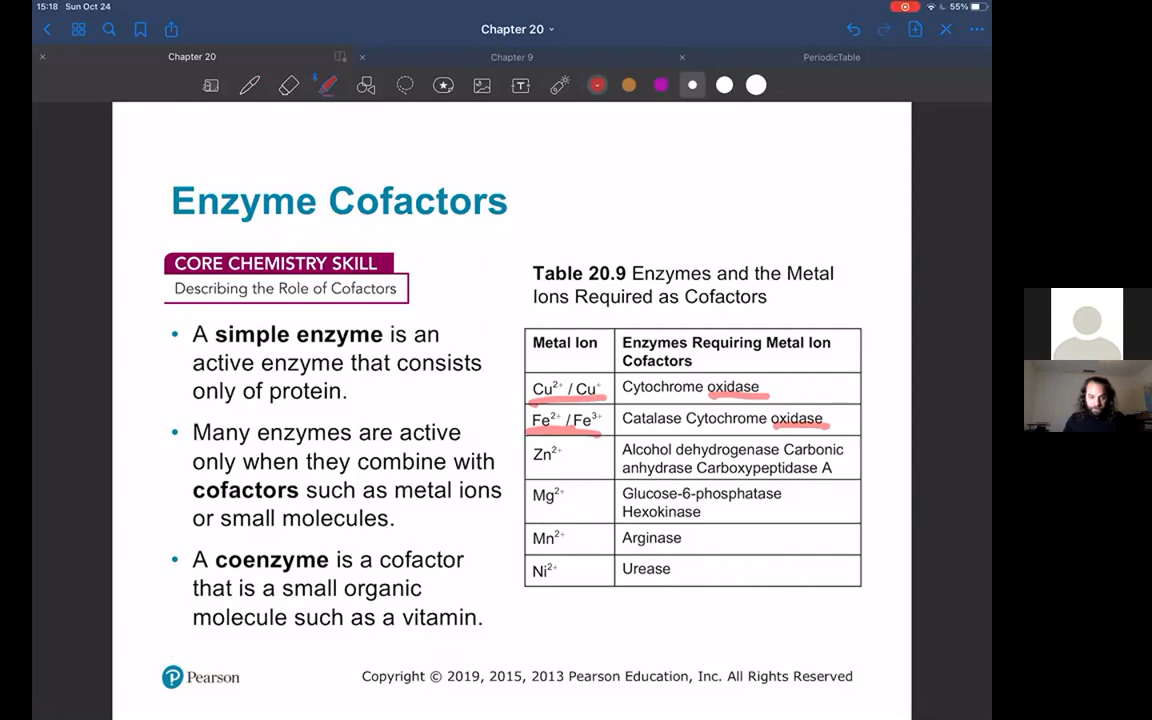 15:18 Sun Oct 24
55%
Chapter 20
Chapter 20
Chapter 9
PeriodicTable
Enzyme Cofactors
CORE CHEMISTRY SKILL
Describing the Role of Cofactors
• A simple enzyme is an
active enzyme that consists
only of protein.
• Many enzymes are active
only when they combine with
cofactors such as metal ions
or small molecules.
• A coenzyme is a cofactor
that is a small organic
molecule such as a vitamin.
Table 20.9 Enzymes and the Metal
Ions Required as Cofactors
Metal Ion
Enzymes Requiring Metal Ion
Cofactors
Cu²⁺ / Cu⁺
Cytochrome oxidase
Fe²⁺ /Fe³⁺
Catalase Cytochrome oxidase
Zn²⁺
Alcohol dehydrogenase Carbonic
anhydrase Carboxypeptidase A
Mg²⁺
Glucose-6-phosphatase
Hexokinase
Mn²⁺
Arginase
Ni²⁺
Urease
P Pearson
Copyright © 2019, 2015, 2013 Pearson Education, Inc. All Rights Reserved